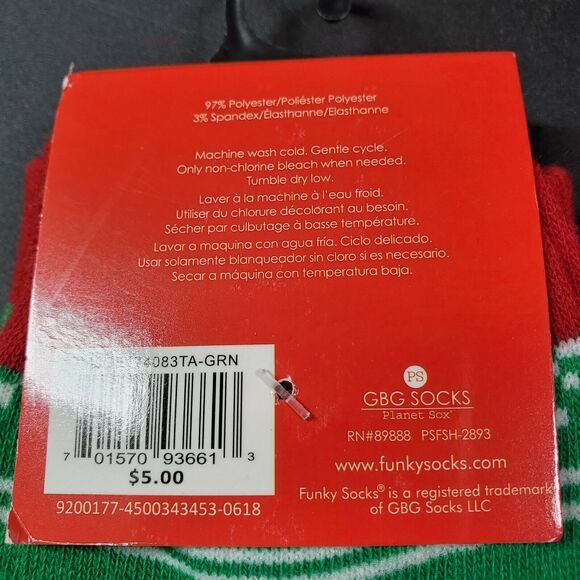 97% Polyester/Poliéster Polyester
3% Spandex/Élasthanne/Elasthanne
Machine wash cold. Gentle cycle.
Only non-chlorine bleach when needed.
Tumble dry low.
Laver à la machine à l'eau froid.
Utiliser du chlorure décolorant au besoin.
Sécher par culbutage à basse température.
Lavar a maquina con agua fría. Ciclo delicado.
Usar solamente blanqueador sin cloro si es necesario.
Secar a máquina con temperatura baja.
4083TA-GRN
7 01570 93661 3
$5.00
9200177-4500343453-0618
PS
GBG SOCKS
Planet Sox
RN#89888 PSFSH-2893
www.funkysocks.com
Funky Socks® is a registered trademark
of GBG Socks LLC